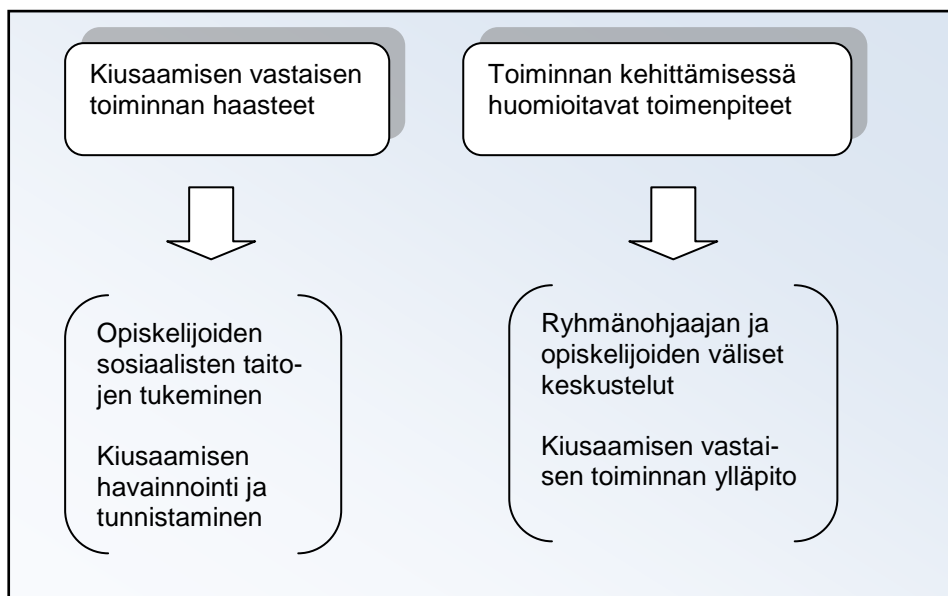 Kiusaamisen vastaisen
toiminnan haasteet
Toiminnan kehittämisessä
huomioitavat toimenpiteet
Opiskelijoiden
sosiaalisten taito-
jen tukeminen
Kiusaamisen
havainnointi ja
tunnistaminen
Ryhmänohjaajan ja
opiskelijoiden väliset
keskustelut
Kiusaamisen vastai-
sen toiminnan ylläpito